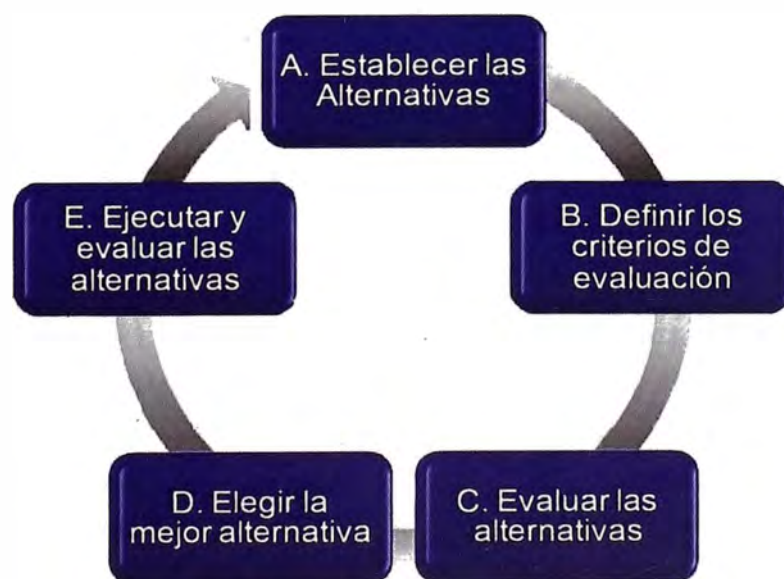 A. Establecer las
Alternativas
B. Definir los
criterios de
evaluación
C. Evaluar las
alternativas
D. Elegir la
mejor alternativa
E. Ejecutar y
evaluar las
alternativas